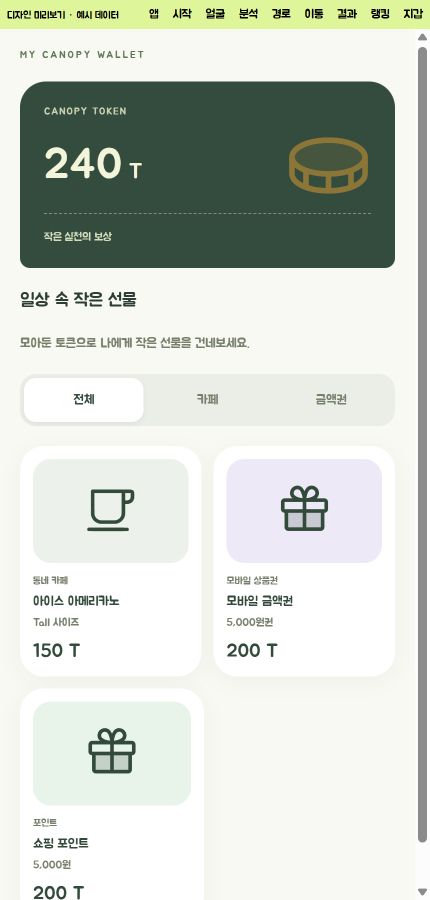 디자인 미리보기 · 예시 데이터 앱 시작 얼굴 분석 경로 이동 결과 랭킹 지갑
MY CANOPY WALLET
CANOPY TOKEN
240 T
작은 실천의 보상
일상 속 작은 선물
모아둔 토큰으로 나에게 작은 선물을 건네보세요.
전체 카페 금액권
동네 카페
아이스 아메리카노
Tall 사이즈
150 T
모바일 상품권
모바일 금액권
5,000원권
200 T
포인트
쇼핑 포인트
5,000원
200 T